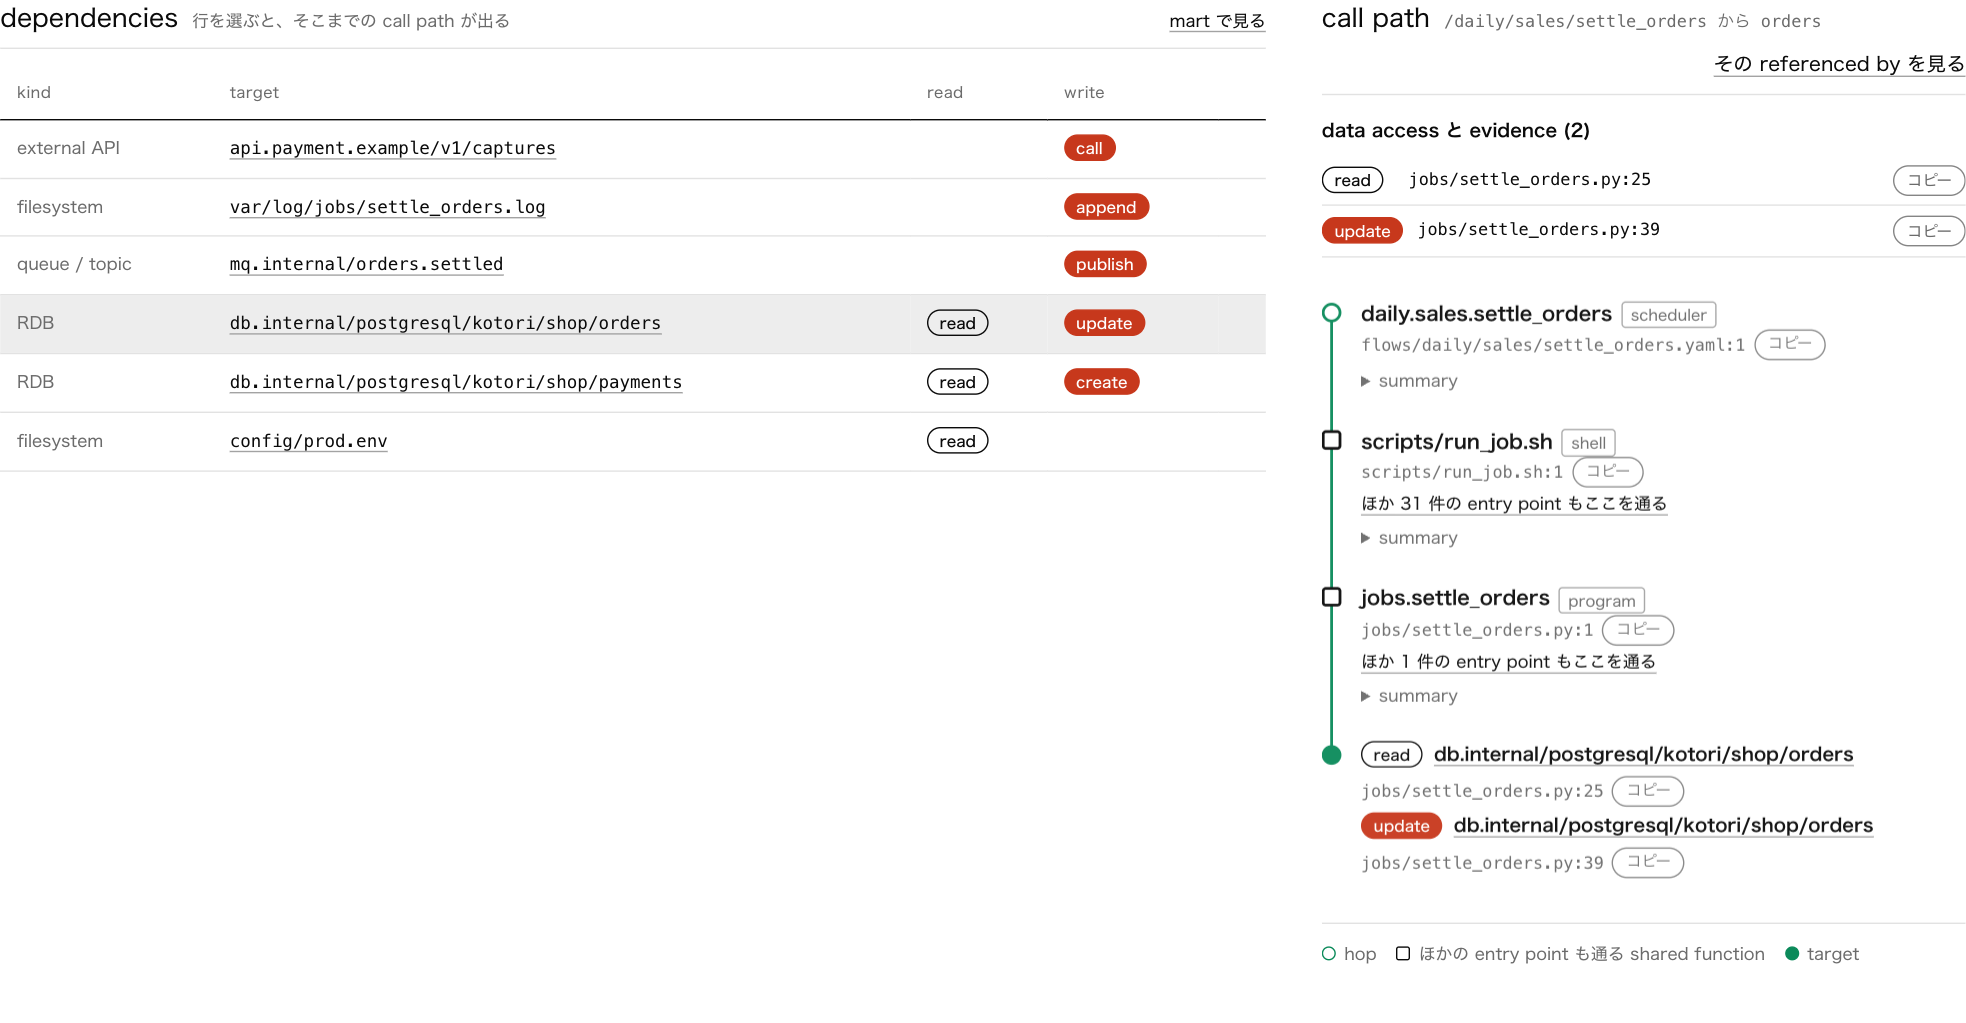 dependencies 行を選ぶと、そこまでの call path が出る mart で見る
kind target read write
external API api.payment.example/v1/captures call
filesystem var/log/jobs/settle_orders.log append
queue / topic mq.internal/orders.settled publish
RDB db.internal/postgresql/kotori/shop/orders read update
RDB db.internal/postgresql/kotori/shop/payments read create
filesystem config/prod.env read
call path /daily/sales/settle_orders から orders
その referenced by を見る
data access と evidence (2)
read jobs/settle_orders.py:25 コピー
update jobs/settle_orders.py:39 コピー
daily.sales.settle_orders scheduler
flows/daily/sales/settle_orders.yaml:1 コピー
▶ summary
scripts/run_job.sh shell
scripts/run_job.sh:1 コピー
ほか 31 件の entry point もここを通る
▶ summary
jobs.settle_orders program
jobs/settle_orders.py:1 コピー
ほか 1 件の entry point もここを通る
▶ summary
read db.internal/postgresql/kotori/shop/orders
jobs/settle_orders.py:25 コピー
update db.internal/postgresql/kotori/shop/orders
jobs/settle_orders.py:39 コピー
hop ほかの entry point も通る shared function target